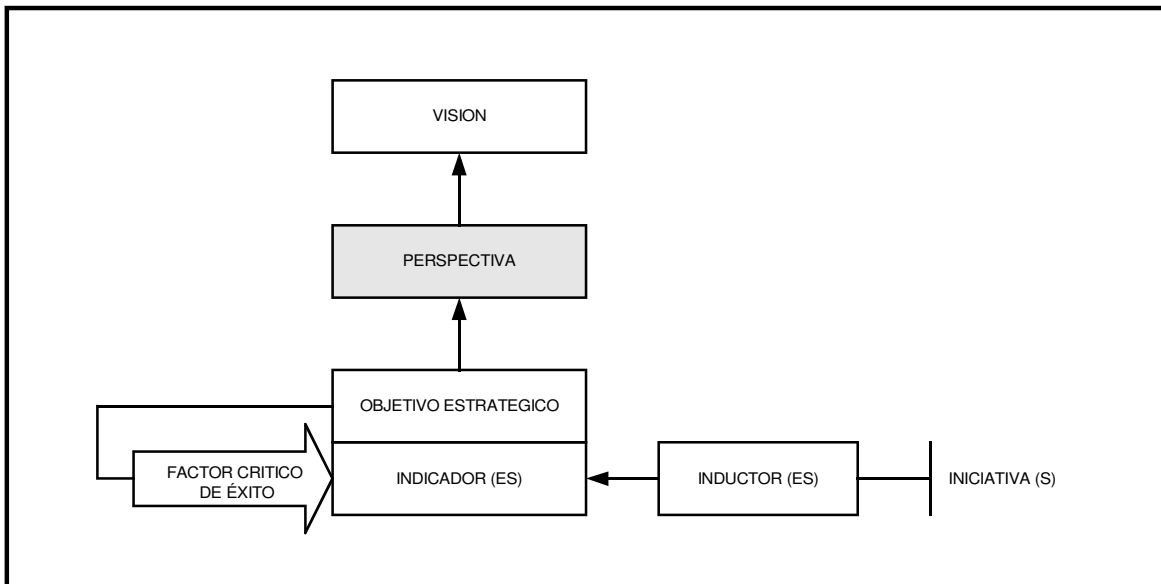 VISION
PERSPECTIVA
OBJETIVO ESTRATEGICO
FACTOR CRITICO
DE ÉXITO
INDICADOR (ES)
INDUCTOR (ES)
INICIATIVA (S)